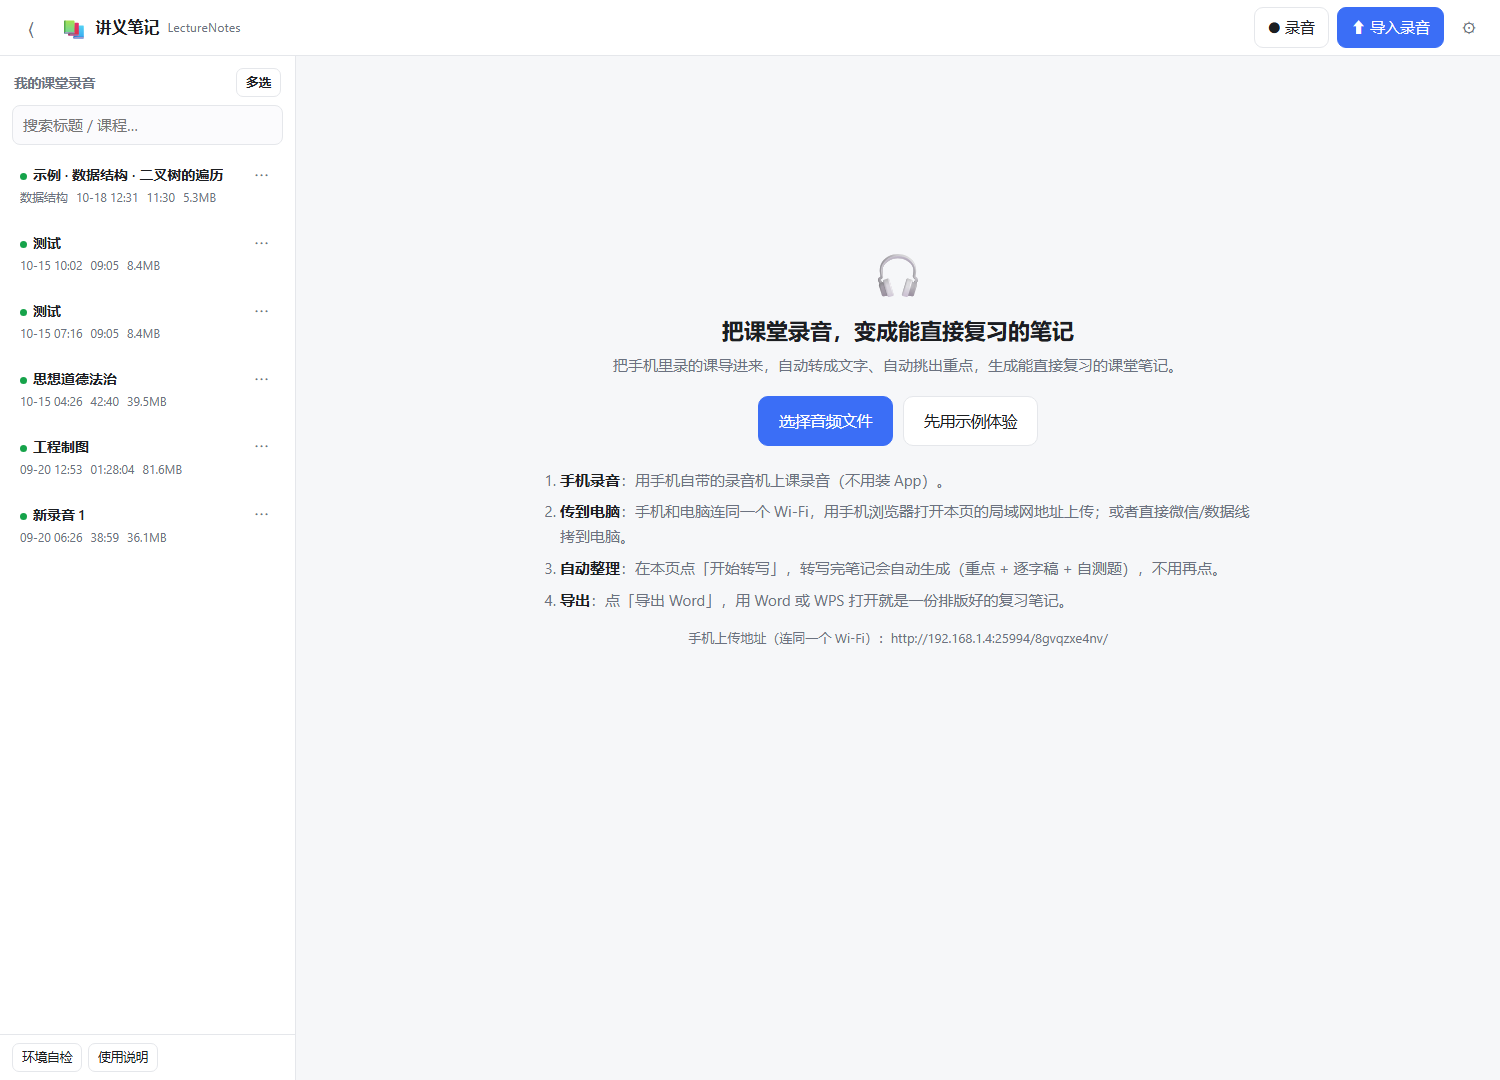 讲义笔记 LectureNotes
录音
导入录音
我的课堂录音
多选
搜索标题 / 课程...
示例 · 数据结构 · 二叉树的遍历
数据结构 10-18 12:31 11:30 5.3MB
测试
10-15 10:02 09:05 8.4MB
测试
10-15 07:16 09:05 8.4MB
思想道德法治
10-15 04:26 42:40 39.5MB
工程制图
09-20 12:53 01:28:04 81.6MB
新录音 1
09-20 06:26 38:59 36.1MB
环境自检
使用说明
把课堂录音，变成能直接复习的笔记
把手机里录的课导进来，自动转成文字、自动挑出重点，生成能直接复习的课堂笔记。
选择音频文件
先用示例体验
1. 手机录音：用手机自带的录音机上课录音（不用装 App）。
2. 传到电脑：手机和电脑连同一个 Wi-Fi，用手机浏览器打开本页的局域网地址上传；或者直接微信/数据线
拷到电脑。
3. 自动整理：在本页点「开始转写」，转写完笔记会自动生成（重点 + 逐字稿 + 自测题），不用再点。
4. 导出：点「导出 Word」，用 Word 或 WPS 打开就是一份排版好的复习笔记。
手机上传地址（连同一个 Wi-Fi）：http://192.168.1.4:25994/8gvqzxe4nv/